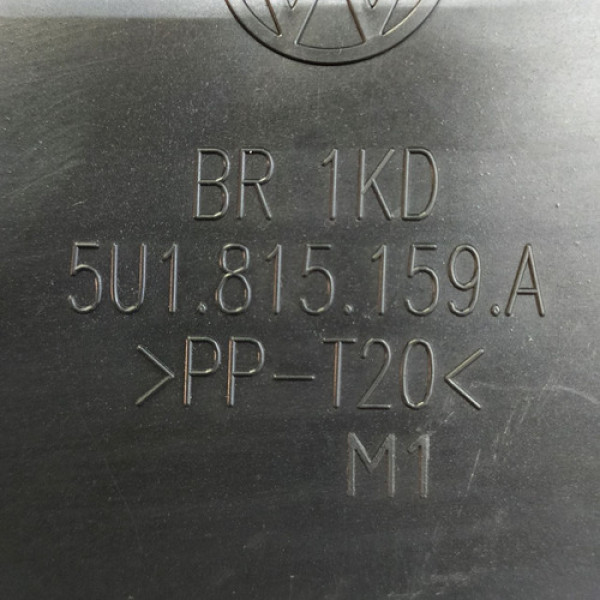 BR 1KD
5U1.815.159.A
>PP-T20<
M1